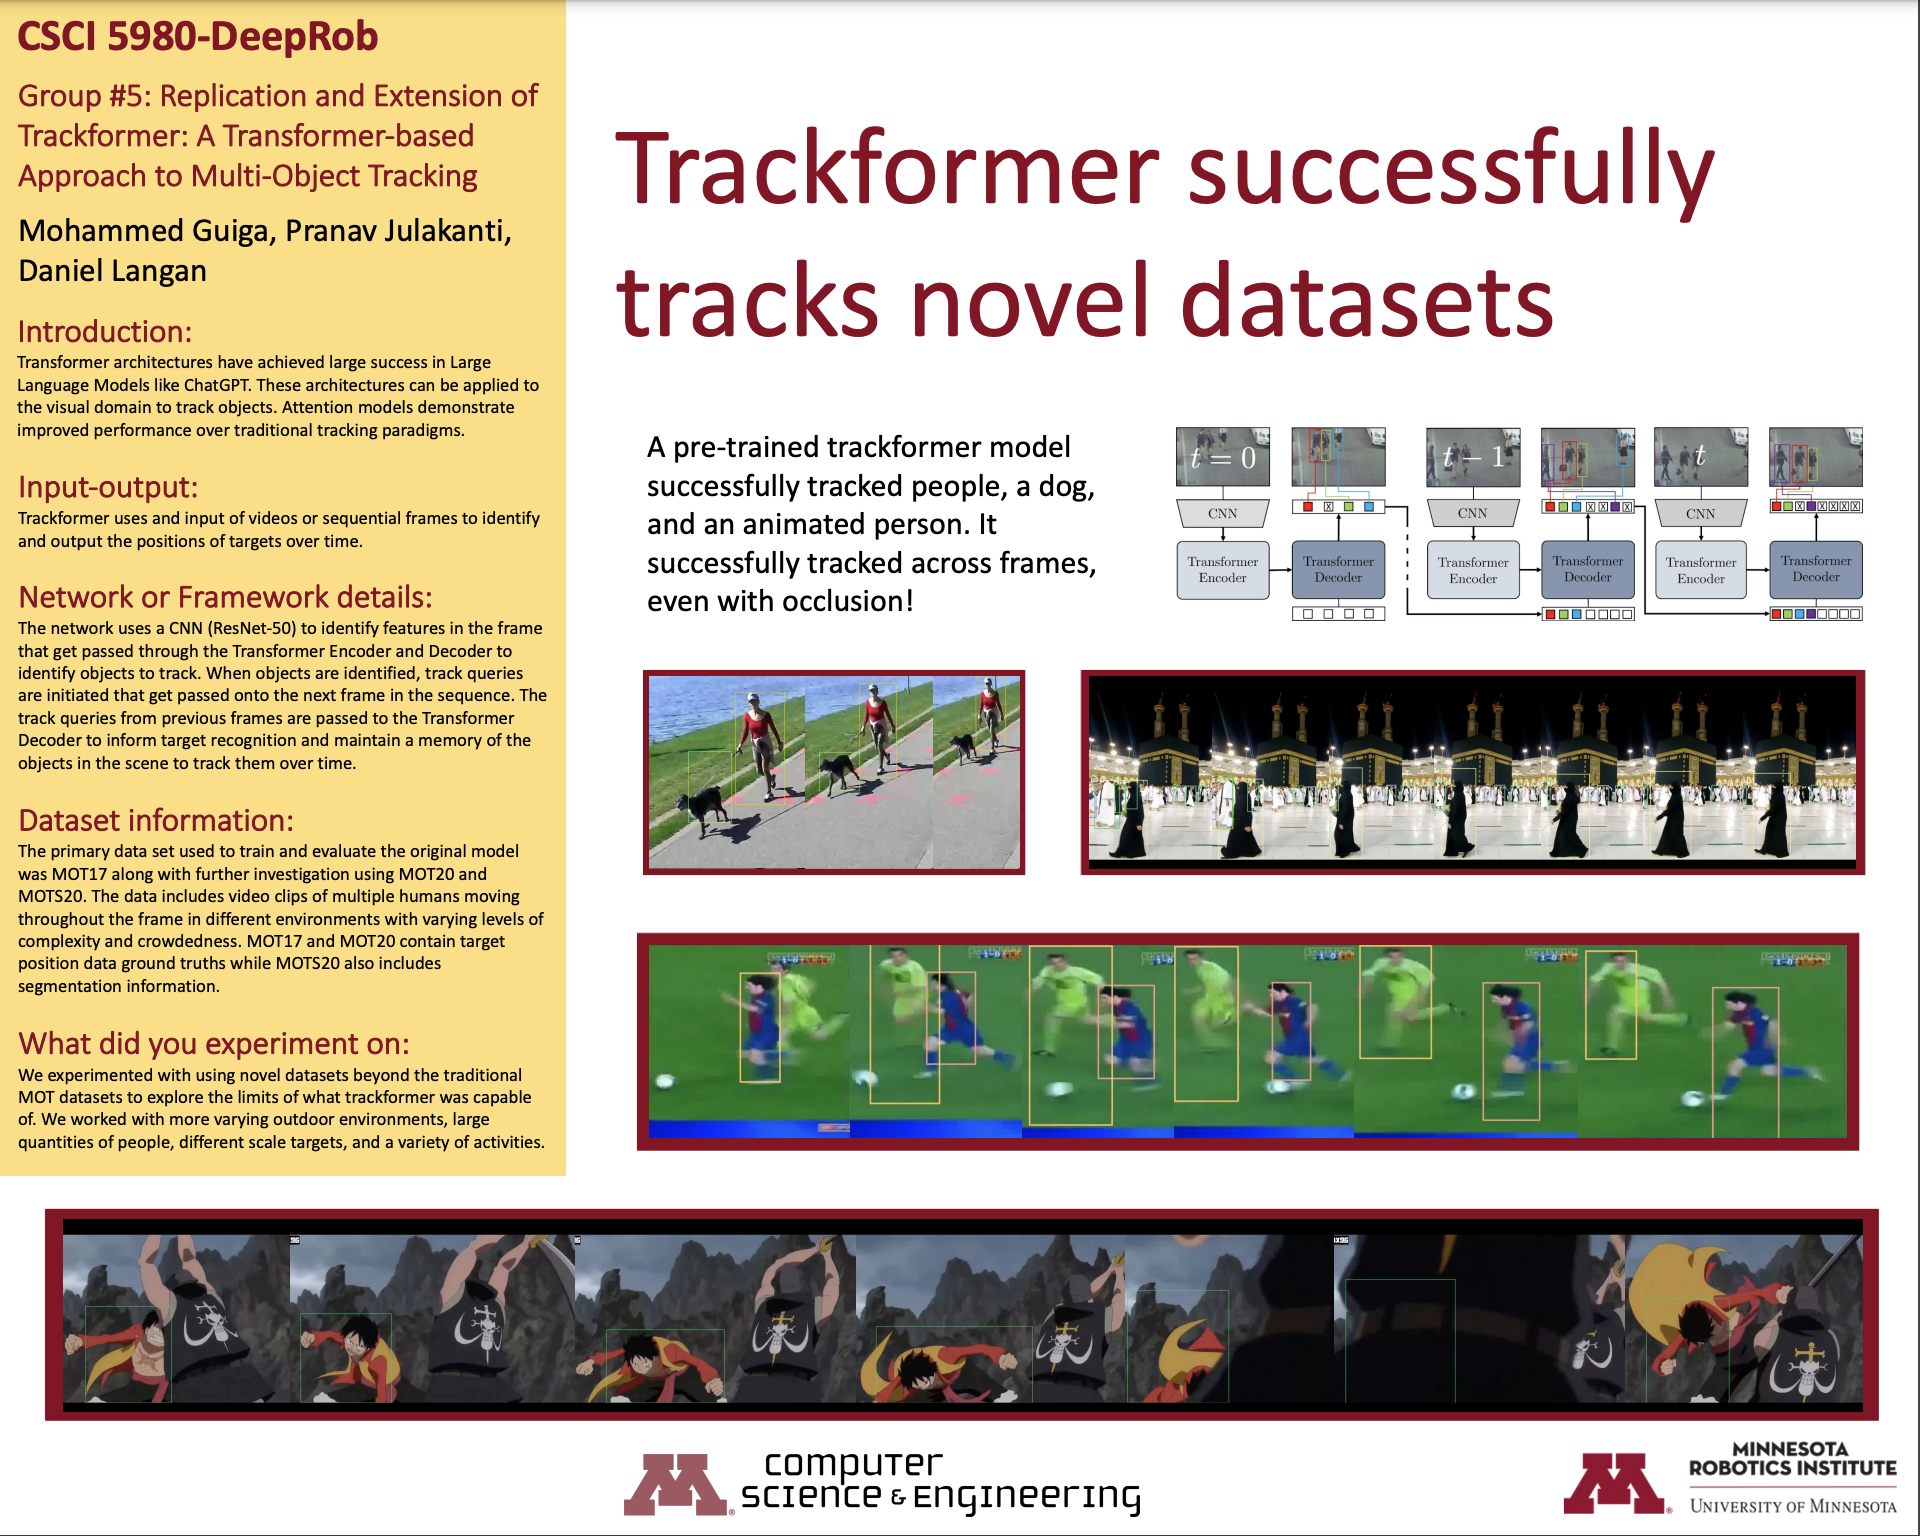 CSCI 5980-DeepRob
Group #5: Replication and Extension of
Trackformer: A Transformer-based
Approach to Multi-Object Tracking
Mohammed Guiga, Pranav Julakanti,
Daniel Langan
Introduction:
Transformer architectures have achieved large success in Large
Language Models like ChatGPT. These architectures can be applied to
the visual domain to track objects. Attention models demonstrate
improved performance over traditional tracking paradigms.
Input-output:
Trackformer uses and input of videos or sequential frames to identify
and output the positions of targets over time.
Network or Framework details:
The network uses a CNN (ResNet-50) to identify features in the frame
that get passed through the Transformer Encoder and Decoder to
identify objects to track. When objects are identified, track queries
are initiated that get passed onto the next frame in the sequence. The
track queries from previous frames are passed to the Transformer
Decoder to inform target recognition and maintain a memory of the
objects in the scene to track them over time.
Dataset information:
The primary data set used to train and evaluate the original model
was MOT17 along with further investigation using MOT20 and
MOTS20. The data includes video clips of multiple humans moving
throughout the frame in different environments with varying levels of
complexity and crowdedness. MOT17 and MOT20 contain target
position data ground truths while MOTS20 also includes
segmentation information.
What did you experiment on:
We experimented with using novel datasets beyond the traditional
MOT datasets to explore the limits of what trackformer was capable
of. We worked with more varying outdoor environments, large
quantities of people, different scale targets, and a variety of activities.
Trackformer successfully
tracks novel datasets
A pre-trained trackformer model
successfully tracked people, a dog,
and an animated person. It
successfully tracked across frames,
even with occlusion!
t = 0
t − 1
t
CNN
CNN
CNN
Transformer
Encoder
Transformer
Decoder
Transformer
Encoder
Transformer
Decoder
Transformer
Encoder
Transformer
Decoder
1-0
1-0
1-0
1-0
1-0
COMPUTER
SCIENCE & ENGINEERING
MINNESOTA
ROBOTICS INSTITUTE
UNIVERSITY OF MINNESOTA